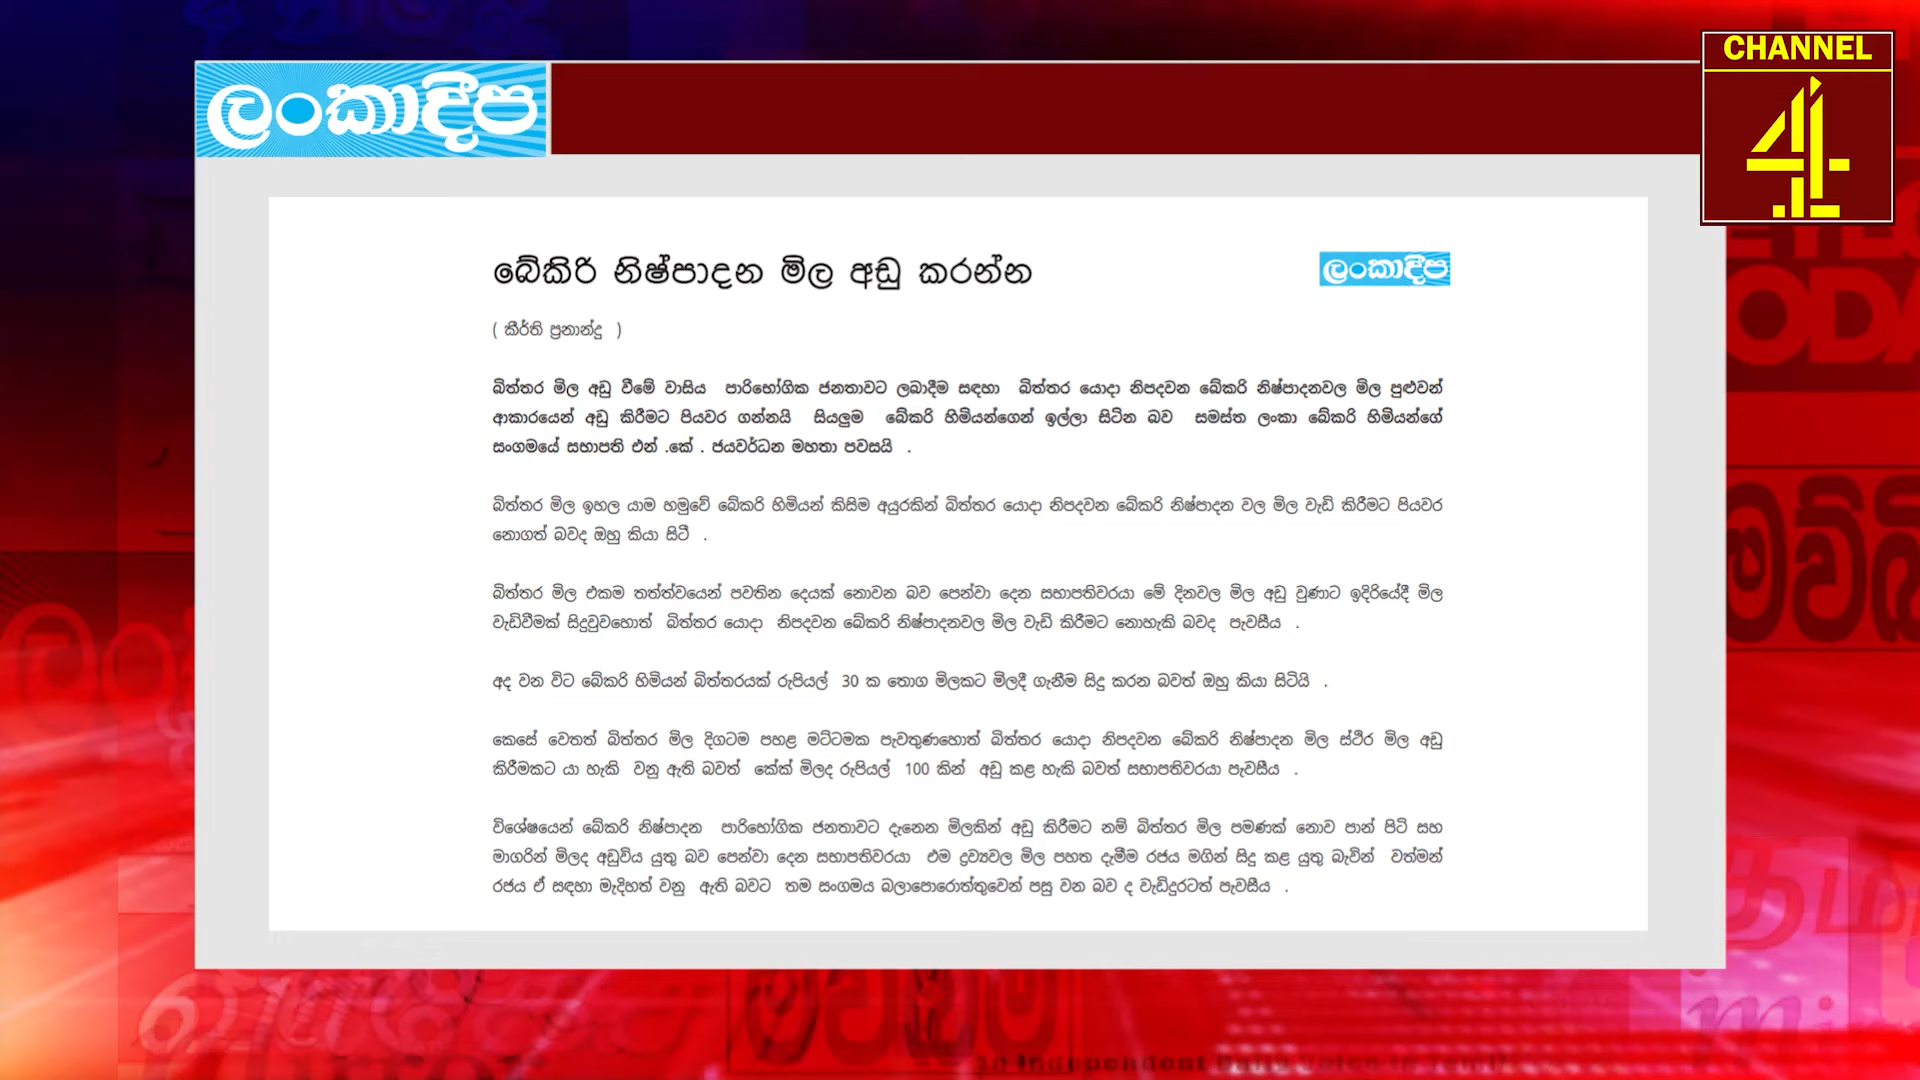 CHANNEL
4
ලංකාදීප
බේකිරි නිෂ්පාදන මිල අඩු කරන්න
ලංකාදීප
( කීර්ති ප්‍රනාන්දු )
බිත්තර මිල අඩු වීමේ වාසිය පාරිභෝගික ජනතාවට ලබාදීම සඳහා බිත්තර යොදා නිපදවන බේකරි නිෂ්පාදනවල මිල පුළුවන්
ආකාරයෙන් අඩු කිරීමට පියවර ගන්නයි සියලුම බේකරි හිමියන්ගෙන් ඉල්ලා සිටින බව සමස්ත ලංකා බේකරි හිමියන්ගේ
සංගමයේ සභාපති එන් .කේ . ජයවර්ධන මහතා පවසයි .
බිත්තර මිල ඉහල යාම හමුවේ බේකරි හිමියන් කිසිම අයුරකින් බිත්තර යොදා නිපදවන බේකරි නිෂ්පාදන වල මිල වැඩි කිරීමට පියවර
නොගත් බවද ඔහු කියා සිටී .
බිත්තර මිල එකම තත්ත්වයෙන් පවතින දෙයක් නොවන බව පෙන්වා දෙන සභාපතිවරයා මේ දිනවල මිල අඩු වුණාට ඉදිරියේදී මිල
වැඩිවීමක් සිදුවුවහොත් බිත්තර යොදා නිපදවන බේකරි නිෂ්පාදනවල මිල වැඩි කිරීමට නොහැකි බවද පැවසීය .
අද වන විට බේකරි හිමියන් බිත්තරයක් රුපියල් 30 ක තොග මිලකට මිලදී ගැනීම සිදු කරන බවත් ඔහු කියා සිටියි .
කෙසේ වෙතත් බිත්තර මිල දිගටම පහළ මට්ටමක පැවතුණහොත් බිත්තර යොදා නිපදවන බේකරි නිෂ්පාදන මිල ස්ථිර මිල අඩු
කිරීමකට යා හැකි වනු ඇති බවත් කේක් මිලද රුපියල් 100 කින් අඩු කළ හැකි බවත් සභාපතිවරයා පැවසීය .
විශේෂයෙන් බේකරි නිෂ්පාදන පාරිභෝගික ජනතාවට දැනෙන මිලකින් අඩු කිරීමට නම් බිත්තර මිල පමණක් නොව පාන් පිටි සහ
මාගරින් මිලද අඩුවිය යුතු බව පෙන්වා දෙන සභාපතිවරයා එම ද්‍රව්‍යවල මිල පහත දැමීම රජය මගින් සිදු කළ යුතු බැවින් වත්මන්
රජය ඒ සඳහා මැදිහත් වනු ඇති බවට තම සංගමය බලාපොරොත්තුවෙන් පසු වන බව ද වැඩිදුරටත් පැවසීය .